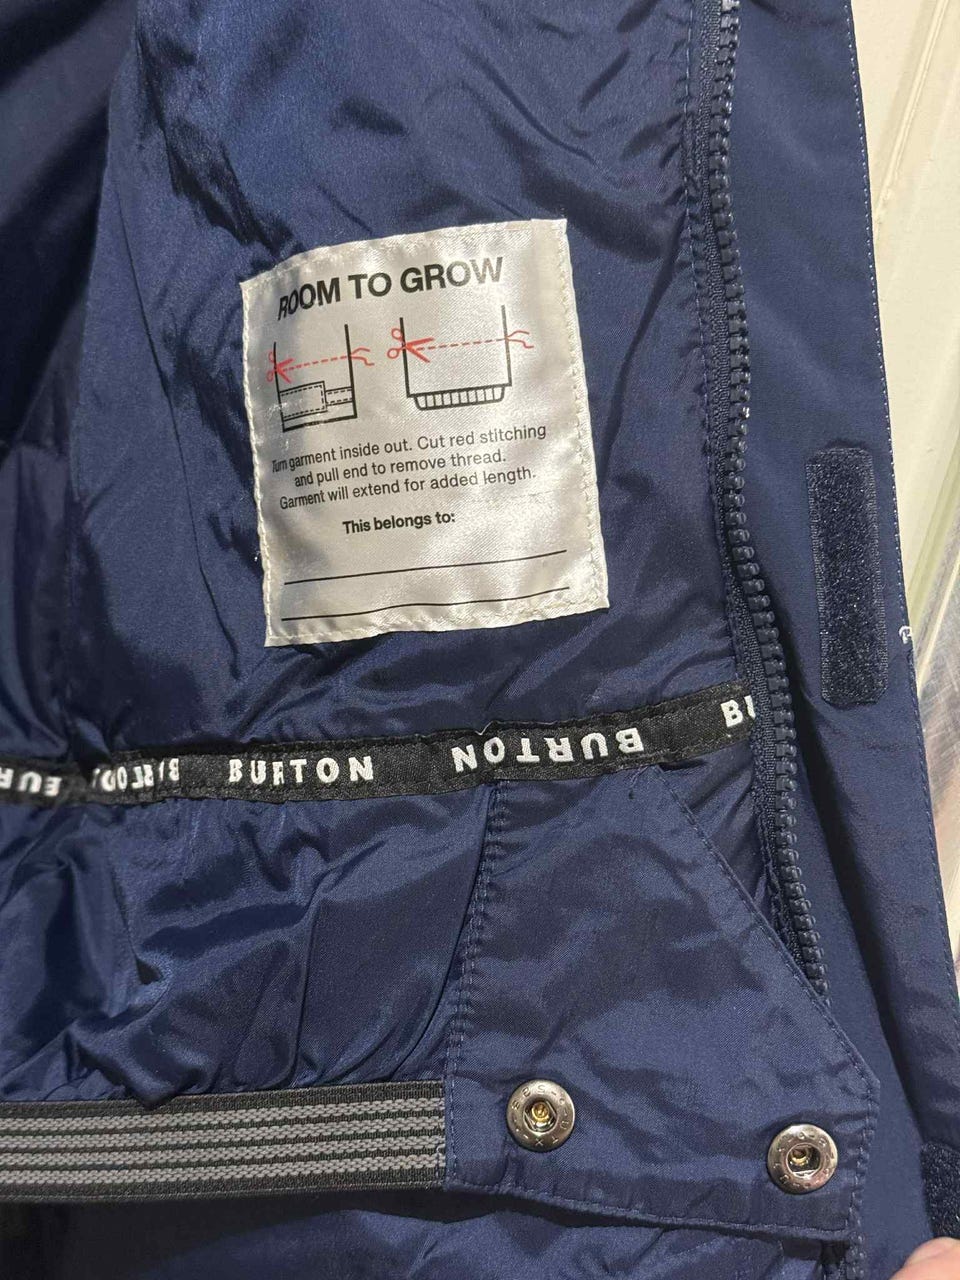 ROOM TO GROW
Turn garment inside out. Cut red stitching
and pull end to remove thread.
Garment will extend for added length.
This belongs to:
BURTON BURTON